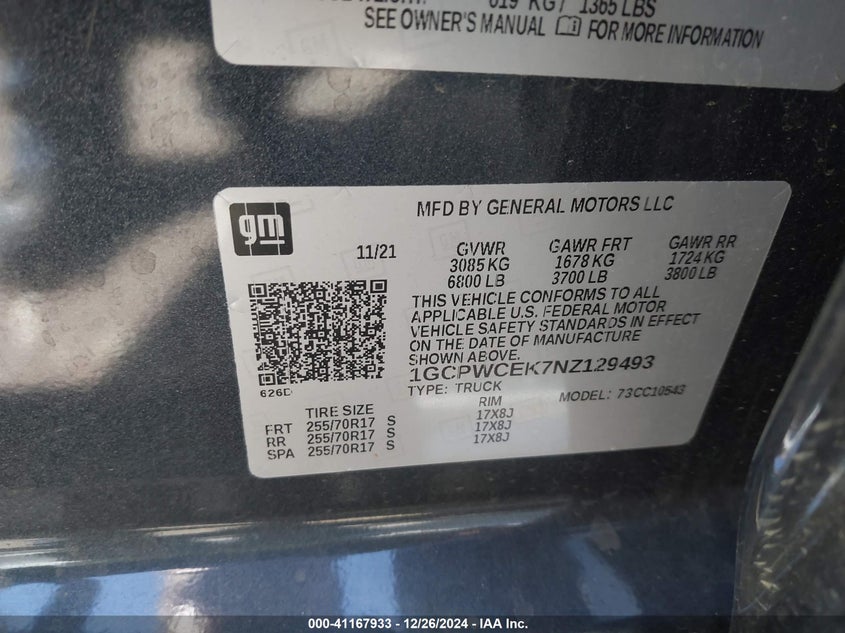 619 KG / 1365 LBS
SEE OWNER'S MANUAL FOR MORE INFORMATION
gm
MFD BY GENERAL MOTORS LLC
11/21 GVWR GAWR FRT GAWR RR
3085 KG 1678 KG 1724 KG
6800 LB 3700 LB 3800 LB
THIS VEHICLE CONFORMS TO ALL
APPLICABLE U.S. FEDERAL MOTOR
VEHICLE SAFETY STANDARDS IN EFFECT
ON THE DATE OF MANUFACTURE
SHOWN ABOVE.
1GCPWCEK7NZ129493
626D TYPE: TRUCK MODEL: 73CC10543
TIRE SIZE RIM
FRT 255/70R17 S 17X8J
RR 255/70R17 S 17X8J
SPA 255/70R17 S 17X8J
000-41167933 - 12/26/2024 - IAA Inc.